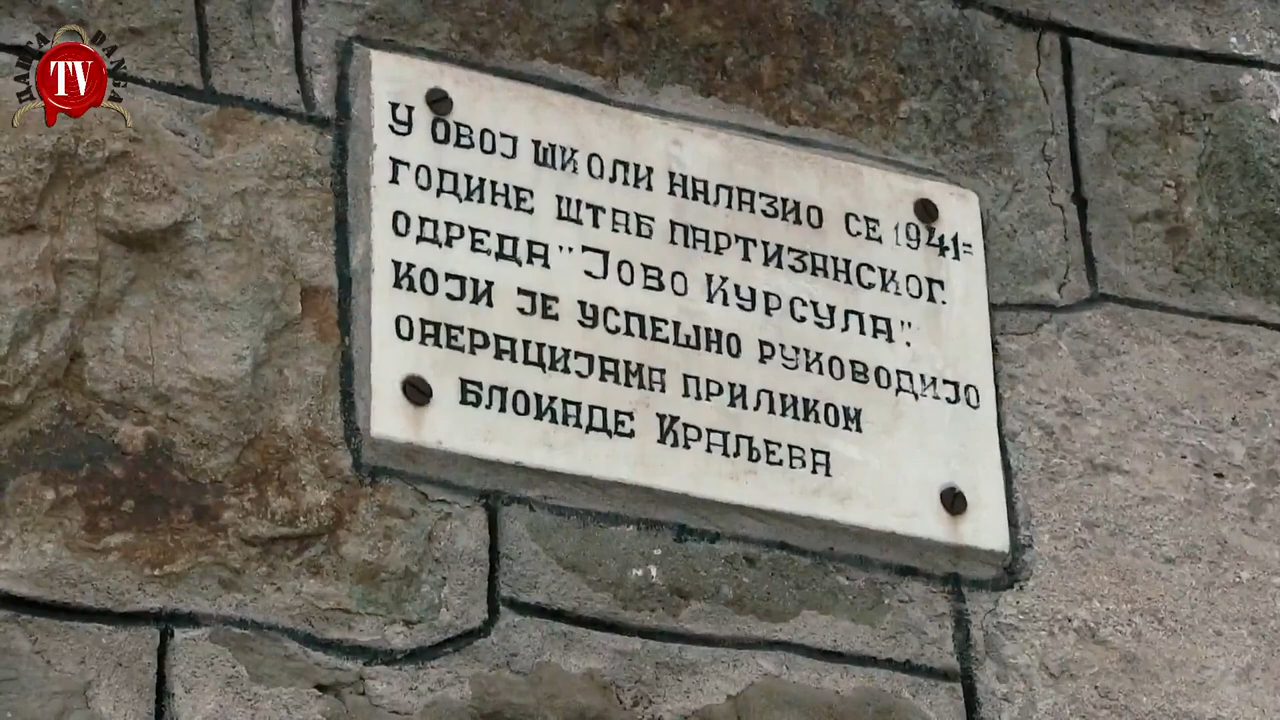 TV
У ОВОЈ ШКОЛИ НАЛАЗИО СЕ 1941=
ГОДИНЕ ШТАБ ПАРТИЗАНСКОГ.
ОДРЕДА "ЈОВО КУРСУЛА":
КОЈИ ЈЕ УСПЕШНО РУКОВОДИЈО
ОПЕРАЦИЈАМА ПРИЛИКОМ
БЛОКАДЕ КРАЉЕВА